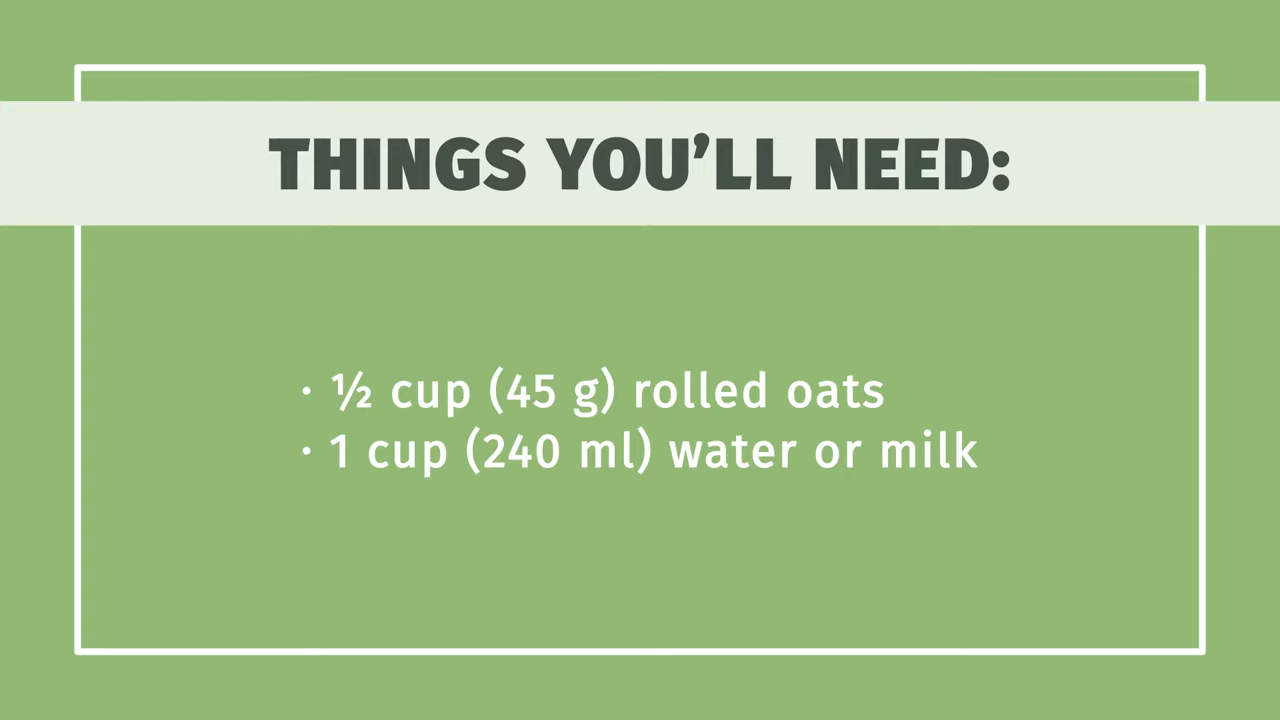 THINGS YOU’LL NEED:
· ½ cup (45 g) rolled oats
· 1 cup (240 ml) water or milk